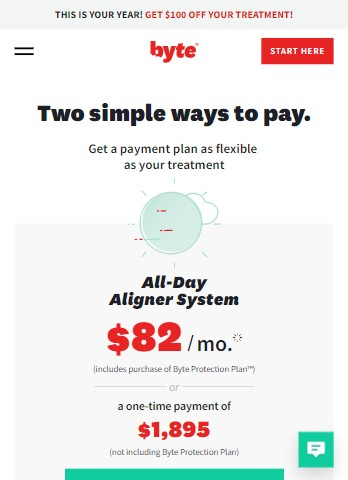 THIS IS YOUR YEAR! GET $100 OFF YOUR TREATMENT!
byte®
START HERE
Two simple ways to pay.
Get a payment plan as flexible
as your treatment
All-Day
Aligner System
$82 / mo.
(includes purchase of Byte Protection Plan™)
or
a one-time payment of
$1,895
(not including Byte Protection Plan)